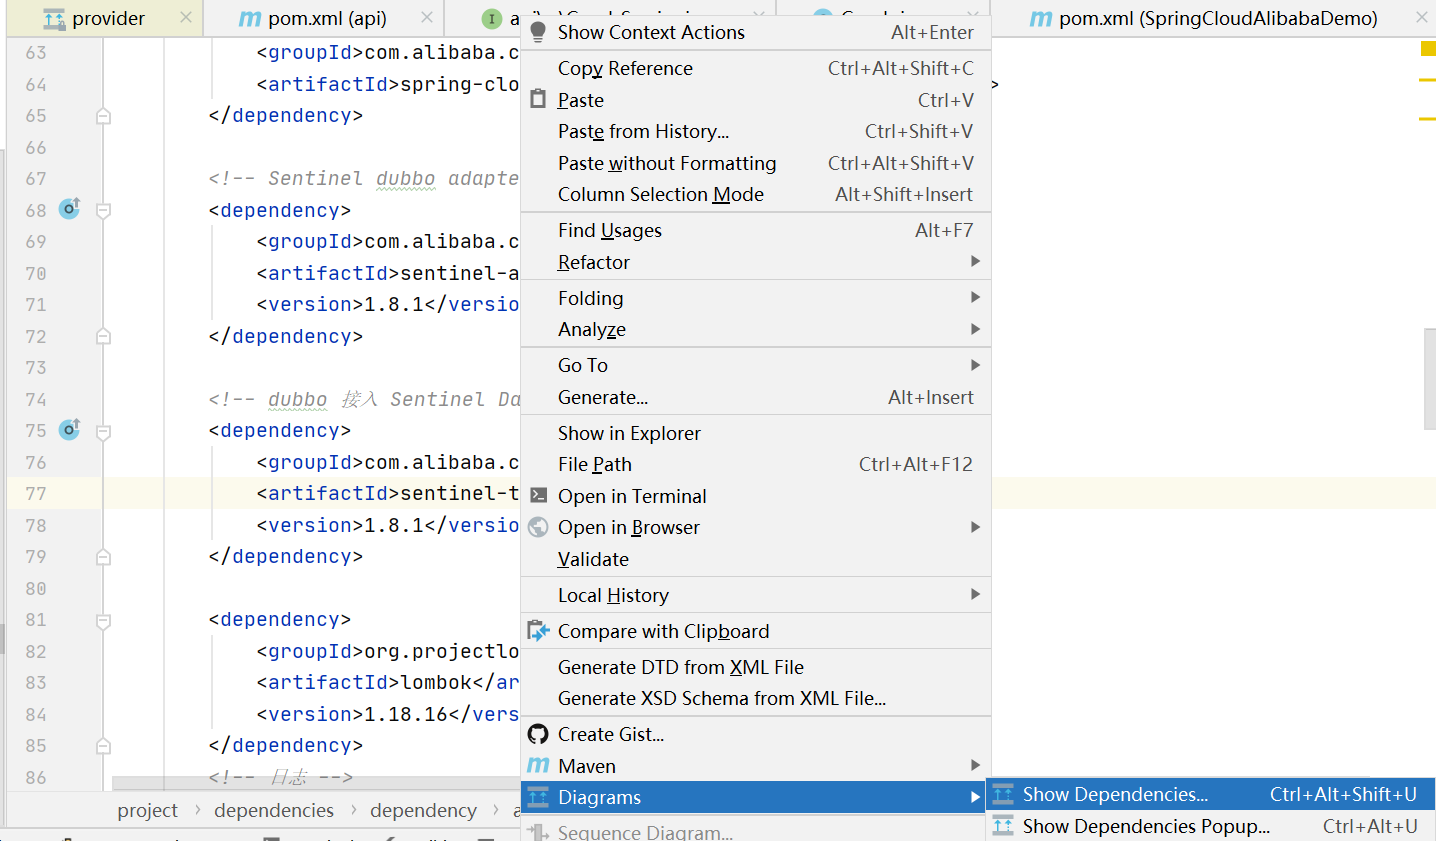 provider pom.xml (api) pom.xml (SpringCloudAlibabaDemo)
63 <groupId>com.alibaba.c
64 <artifactId>spring-clo >
65 </dependency>
66
67 <!-- Sentinel dubbo adapte
68 <dependency>
69 <groupId>com.alibaba.c
70 <artifactId>sentinel-a
71 <version>1.8.1</versio
72 </dependency>
73
74 <!-- dubbo 接入 Sentinel Da
75 <dependency>
76 <groupId>com.alibaba.c
77 <artifactId>sentinel-t
78 <version>1.8.1</versio
79 </dependency>
80
81 <dependency>
82 <groupId>org.projectlo
83 <artifactId>lombok</ar
84 <version>1.18.16</vers
85 </dependency>
86 <!-- 日志 -->
project › dependencies › dependency ›
Show Context Actions Alt+Enter
Copy Reference Ctrl+Alt+Shift+C
Paste Ctrl+V
Paste from History... Ctrl+Shift+V
Paste without Formatting Ctrl+Alt+Shift+V
Column Selection Mode Alt+Shift+Insert
Find Usages Alt+F7
Refactor
Folding
Analyze
Go To
Generate... Alt+Insert
Show in Explorer
File Path Ctrl+Alt+F12
Open in Terminal
Open in Browser
Validate
Local History
Compare with Clipboard
Generate DTD from XML File
Generate XSD Schema from XML File...
Create Gist...
Maven
Diagrams
Sequence Diagram...
Show Dependencies... Ctrl+Alt+Shift+U
Show Dependencies Popup... Ctrl+Alt+U